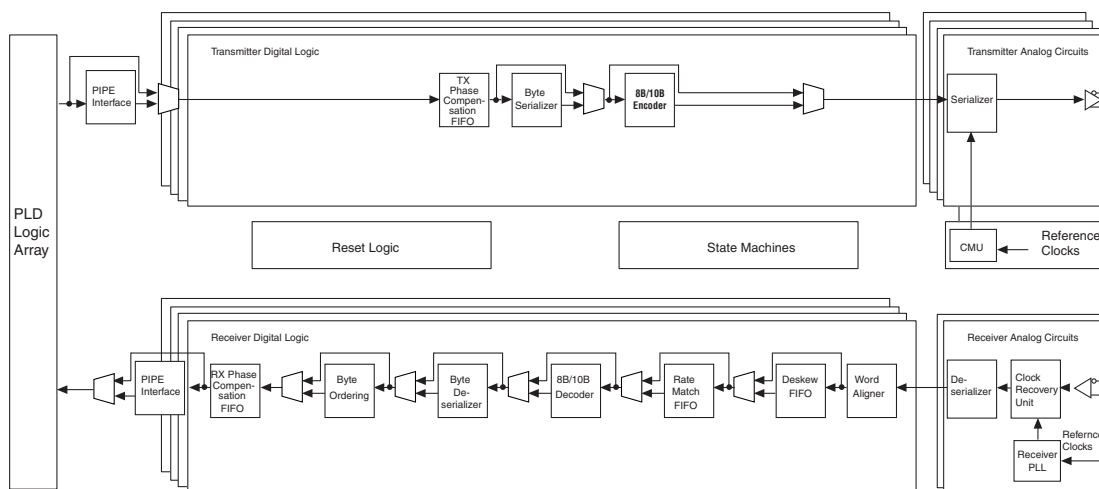 Transmitter Digital Logic
Transmitter Analog Circuits
PIPE
Interface
TX
Phase
Compen-
sation
FIFO
Byte
Serializer
8B/10B
Encoder
Serializer
PLD
Logic
Array
Reset Logic
State Machines
CMU
Reference
Clocks
Receiver Digital Logic
Receiver Analog Circuits
PIPE
Interface
RX Phase
Compen-
sation
FIFO
Byte
Ordering
Byte
De-
serializer
8B/10B
Decoder
Rate
Match
FIFO
Deskew
FIFO
Word
Aligner
De-
serializer
Clock
Recovery
Unit
Receiver
PLL
Refernce
Clocks